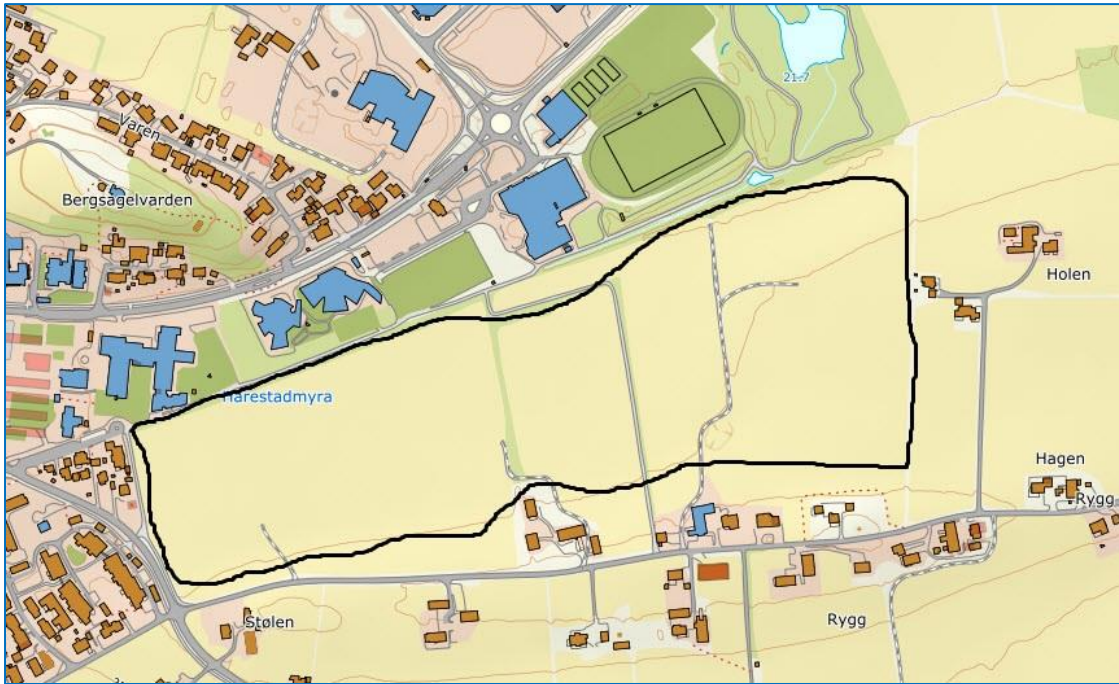 21.7
Varen
Bergsagelvarden
Holen
Harestadmyra
Hagen
Rygg
Stølen
Rygg